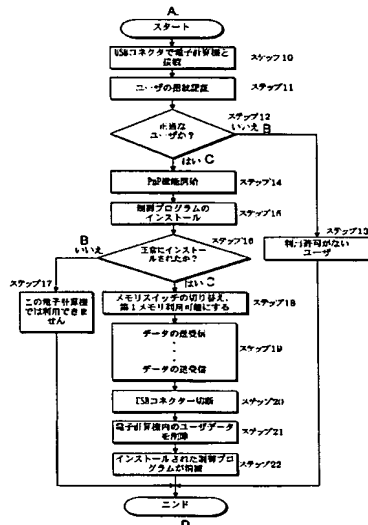 A.
スタート
USBコネクタで電子計算機と
接続
ステップ10
ユーザの指紋認証
ステップ11
ステップ12
正当な
ユーザか？
いいえ B
はい C
PnP機能開始
ステップ14
制御プログラムの
インストール
ステップ15
ステップ16
B
いいえ
正常にインストー
ルされたか？
ステップ13
利用許可がない
ユーザ
ステップ17
この電子計算機
では利用できま
せん
はい C
メモリスイッチの切り替え、
第1メモリ利用可能にする
ステップ18
データの送受信
・
・
・
データの送受信
ステップ19
USBコネクター切断
ステップ20
電子計算機内のユーザデータ
を削除
ステップ21
インストールされた制御プロ
グラムが削減
ステップ22
エンド
D